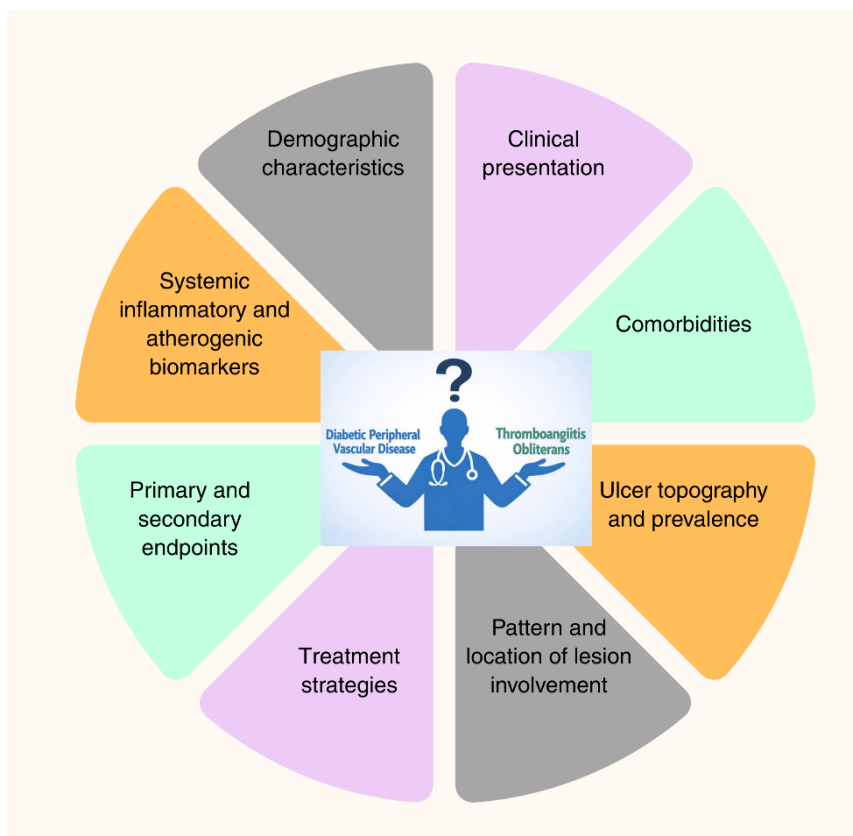 Demographic
characteristics
Clinical
presentation
Systemic
inflammatory and
atherogenic
biomarkers
Comorbidities
?
Diabetic Peripheral
Vascular Disease
Thromboangiitis
Obliterans
Primary and
secondary
endpoints
Ulcer topography
and prevalence
Treatment
strategies
Pattern and
location of lesion
involvement